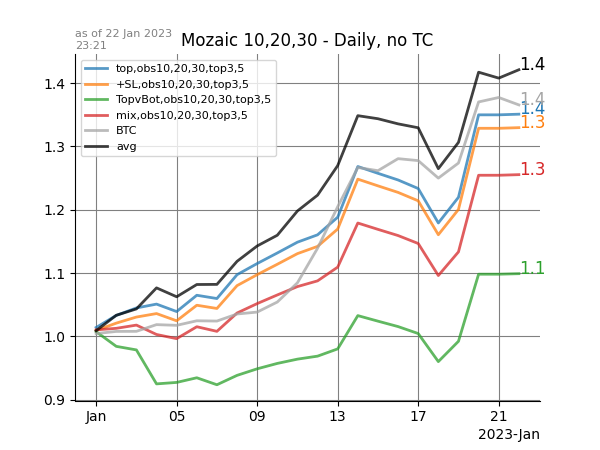 as of 22 Jan 2023
23:21
Mozaic 10,20,30 - Daily, no TC
top,obs10,20,30,top3,5
+SL,obs10,20,30,top3,5
TopvBot,obs10,20,30,top3,5
mix,obs10,20,30,top3,5
BTC
avg
1.4
1.3
1.2
1.1
1.0
0.9
1.4
1.4
1.4
1.3
1.3
1.1
Jan
05
09
13
17
21
2023-Jan